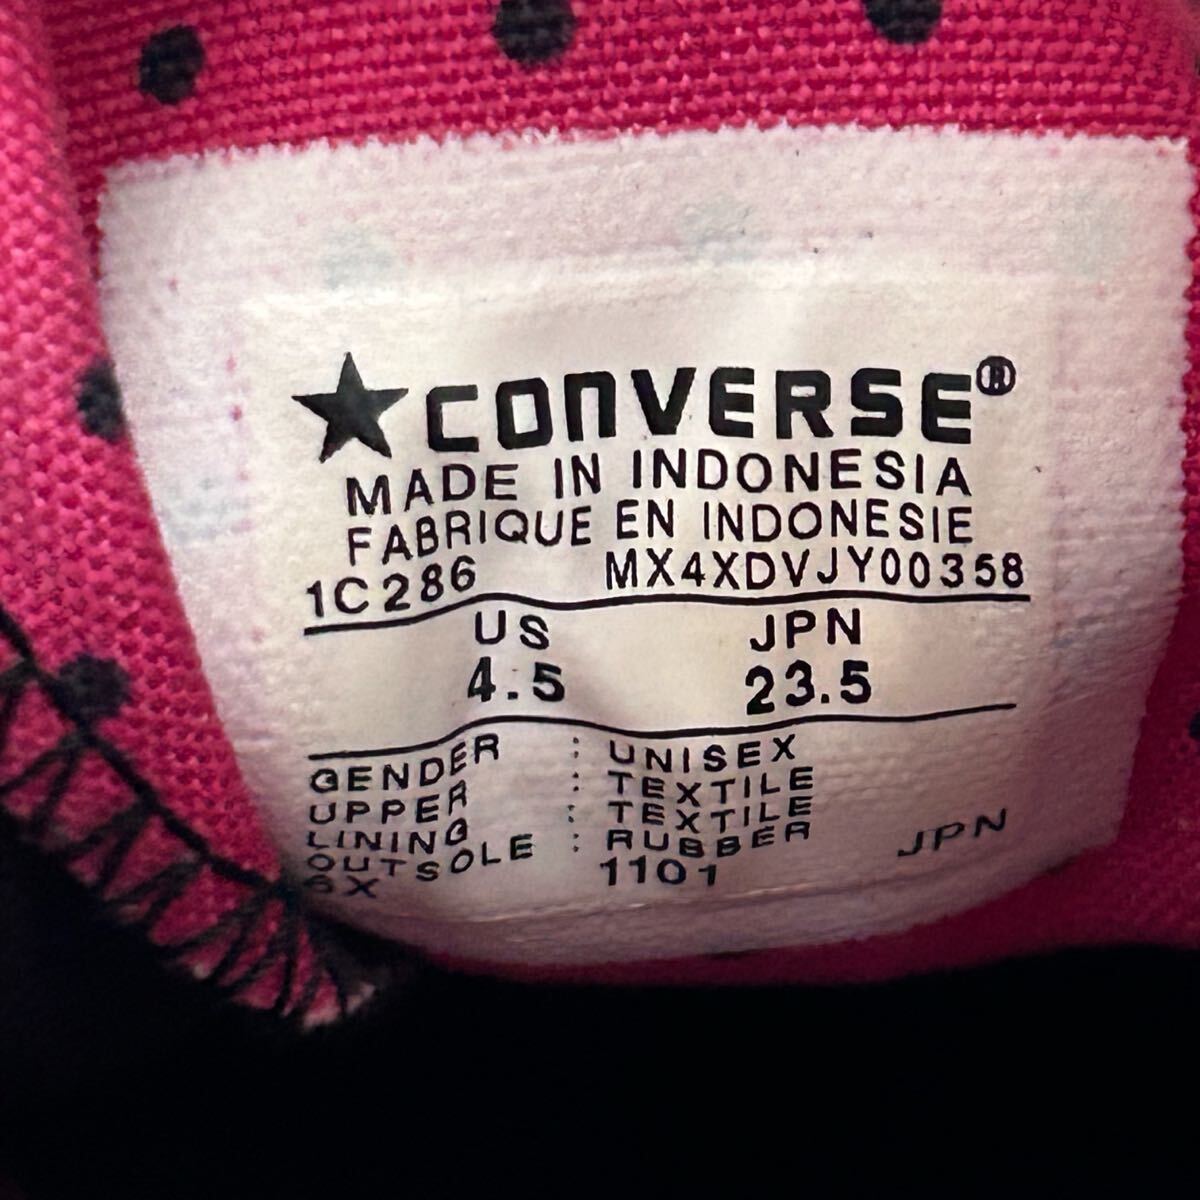 ★CONVERSE®
MADE IN INDONESIA
FABRIQUE EN INDONESIE
1C286 MX4XDVJY00358
US JPN
4.5 23.5
GENDER : UNISEX
UPPER : TEXTILE
LINING : TEXTILE
OUTSOLE : RUBBER
SX 1101 JPN